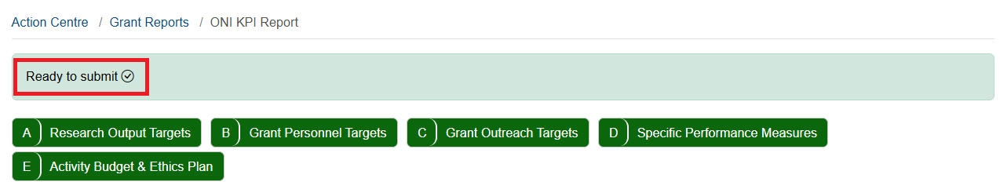 Action Centre / Grant Reports / ONI KPI Report
Ready to submit
A Research Output Targets B Grant Personnel Targets C Grant Outreach Targets D Specific Performance Measures
E Activity Budget & Ethics Plan